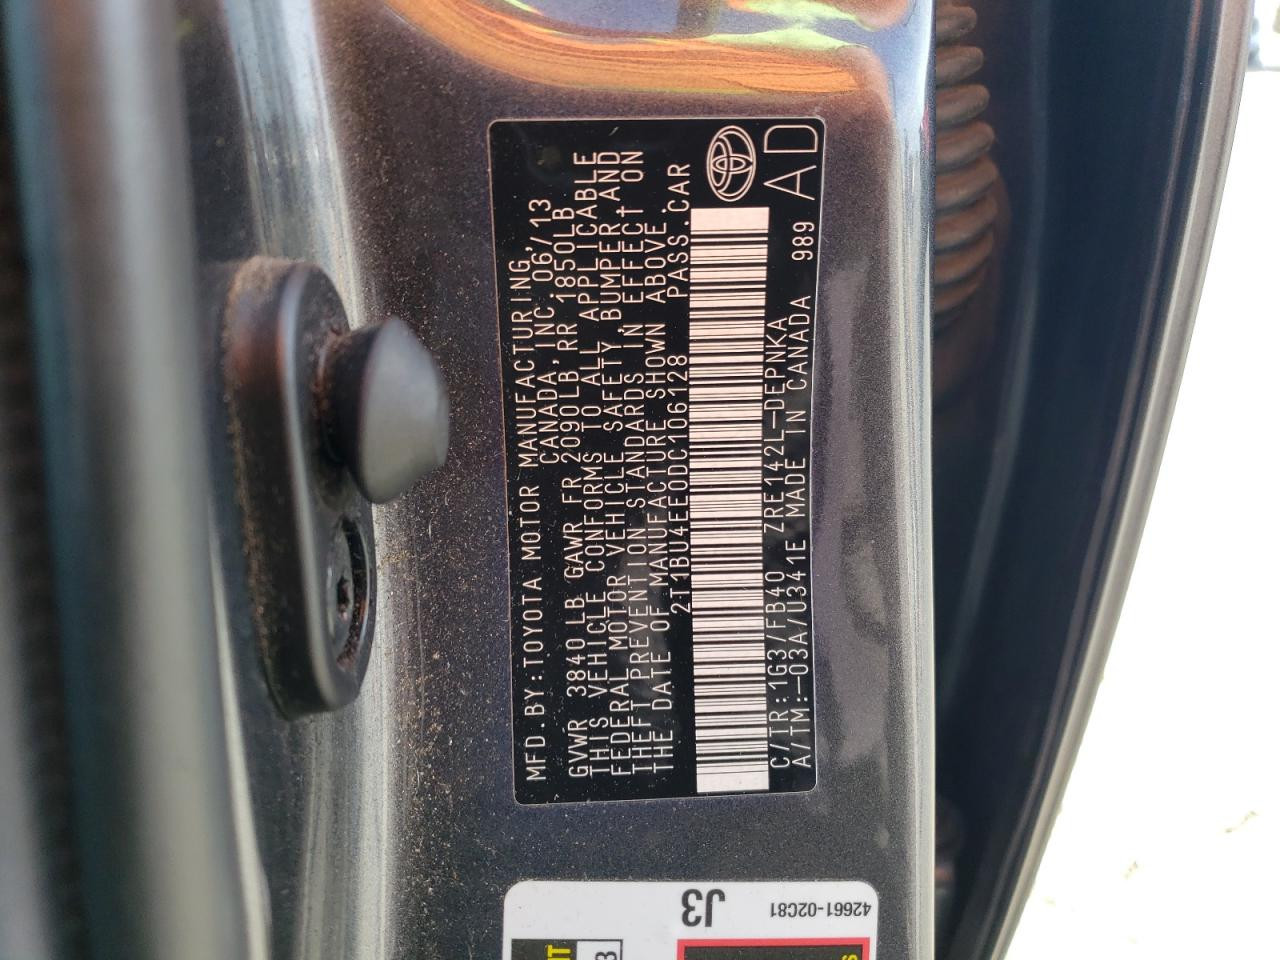 MFD.BY:TOYOTA MOTOR MANUFACTURING,
CANADA, INC. 06/13
GVWR 3840LB GAWR FR 2090LB RR 1850LB
THIS VEHICLE CONFORMS TO ALL APPLICABLE
FEDERAL MOTOR VEHICLE SAFETY,BUMPER,AND
THEFT PREVENTION STANDARDS IN EFFECT ON
THE DATE OF MANUFACTURE SHOWN ABOVE.
2T1BU4EE0DC106128 PASS.CAR
C/TR:1G3/FB40 ZRE142L-DEPNKA
A/TM:-03A/U341E MADE IN CANADA 989
AD
J3
42661-02C81